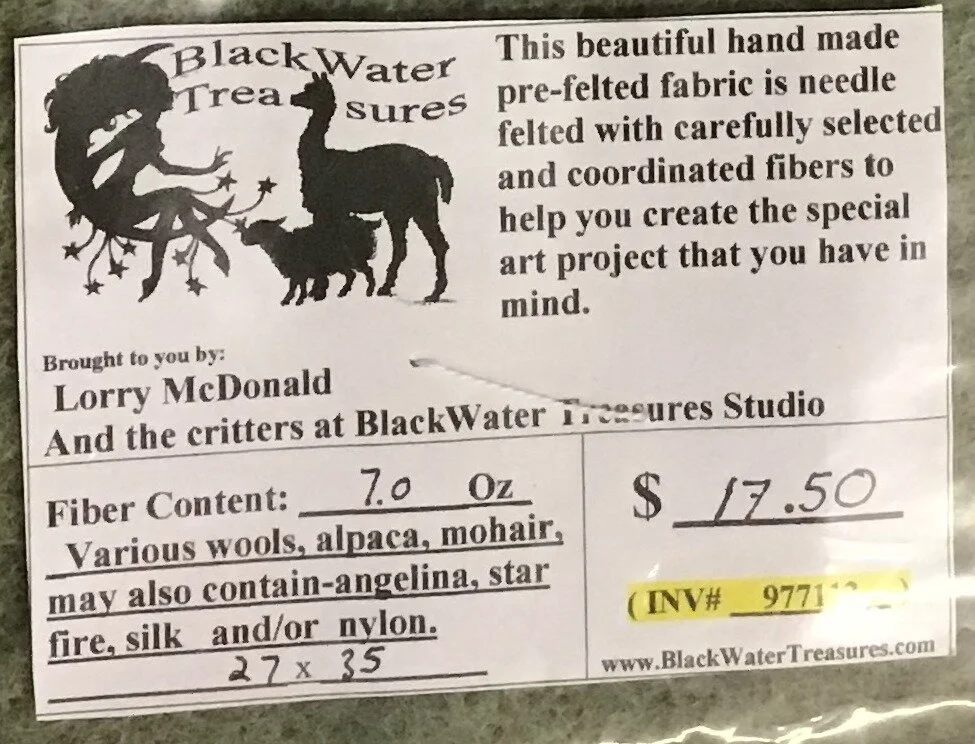 BlackWater
Treasures
This beautiful hand made
pre-felted fabric is needle
felted with carefully selected
and coordinated fibers to
help you create the special
art project that you have in
mind.
Brought to you by:
Lorry McDonald
And the critters at BlackWater Treasures Studio
Fiber Content: 7.0 Oz
Various wools, alpaca, mohair,
may also contain-angelina, star
fire, silk and/or nylon.
27 x 35
$ 17.50
( INV#
www.BlackWaterTreasures.com